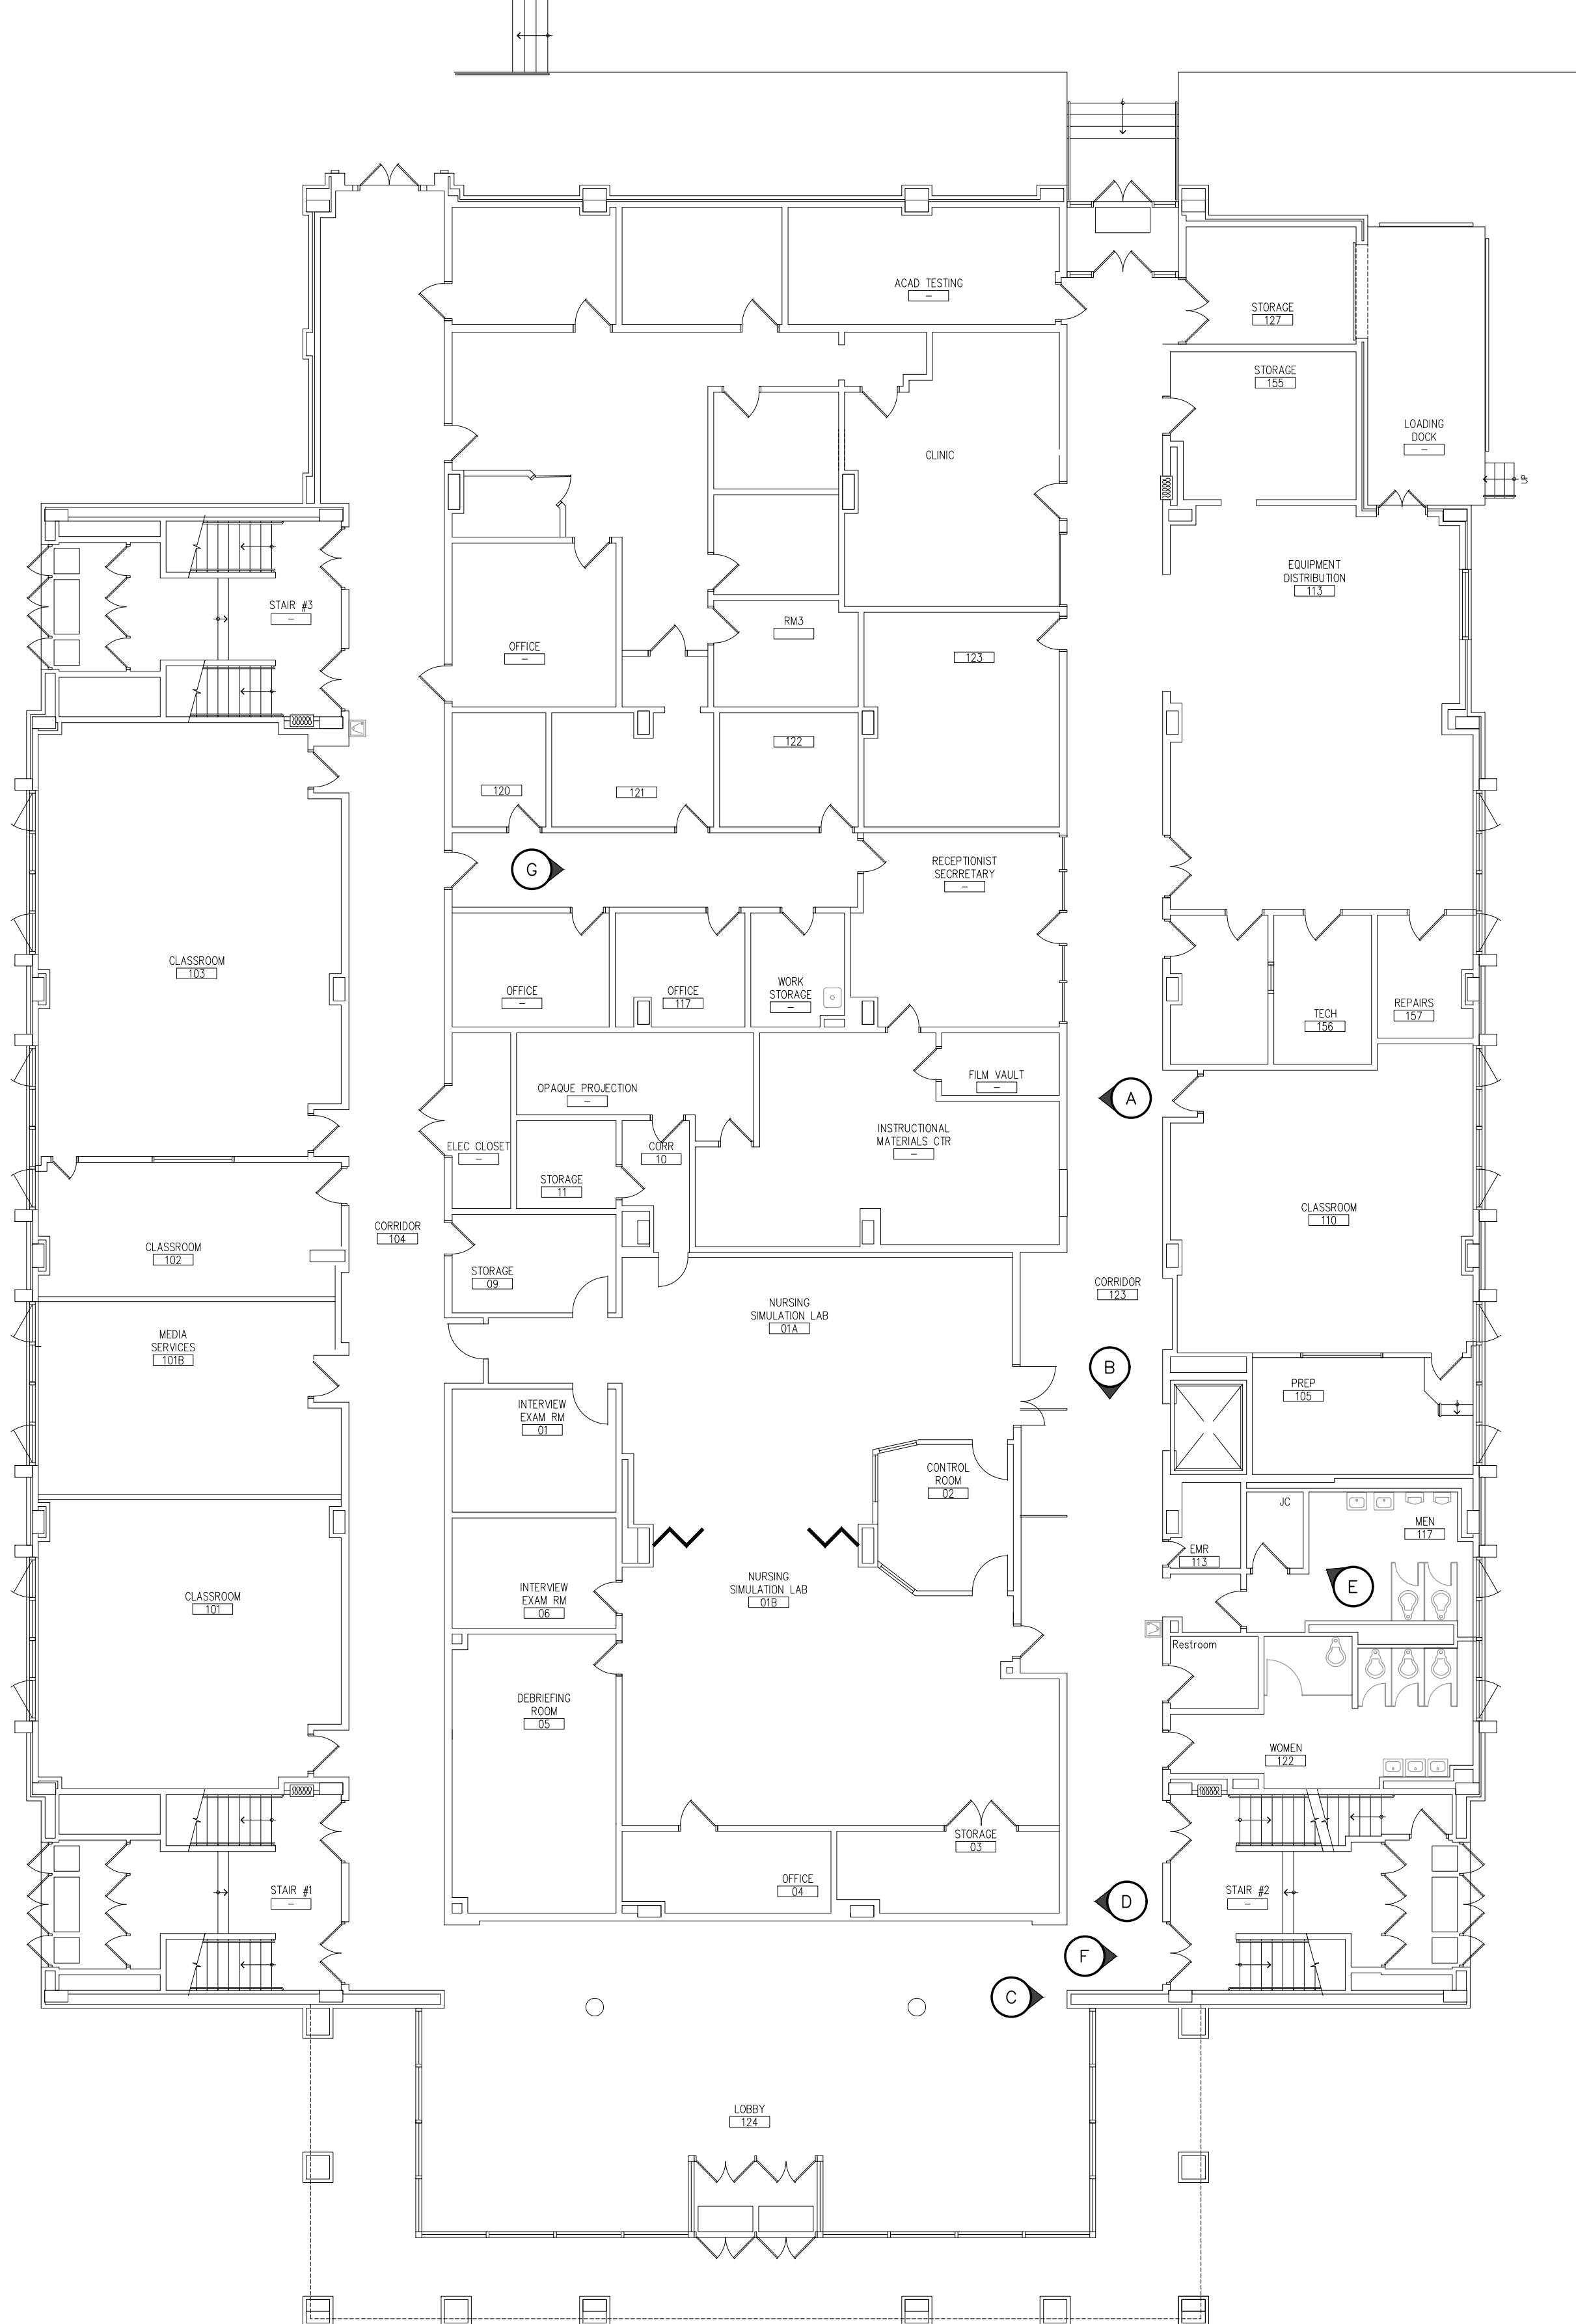 ACAD TESTING
-
STORAGE
127
STORAGE
155
LOADING
DOCK
-
UP
CLINIC
EQUIPMENT
DISTRIBUTION
113
STAIR #3
-
OFFICE
-
RM3
123
122
120
121
G
RECEPTIONIST
SECRRETARY
-
CLASSROOM
103
OFFICE
-
OFFICE
117
WORK
STORAGE
-
TECH
156
REPAIRS
157
OPAQUE PROJECTION
-
FILM VAULT
-
A
ELEC CLOSET
-
CORR
10
INSTRUCTIONAL
MATERIALS CTR
-
STORAGE
11
CLASSROOM
110
CORRIDOR
104
CLASSROOM
102
STORAGE
09
CORRIDOR
123
NURSING
SIMULATION LAB
01A
MEDIA
SERVICES
101B
B
PREP
105
INTERVIEW
EXAM RM
01
CONTROL
ROOM
02
JC
MEN
117
EMR
113
E
CLASSROOM
101
INTERVIEW
EXAM RM
06
NURSING
SIMULATION LAB
01B
Restroom
DEBRIEFING
ROOM
05
WOMEN
122
STORAGE
03
OFFICE
04
STAIR #1
-
D
STAIR #2
-
F
C
LOBBY
124